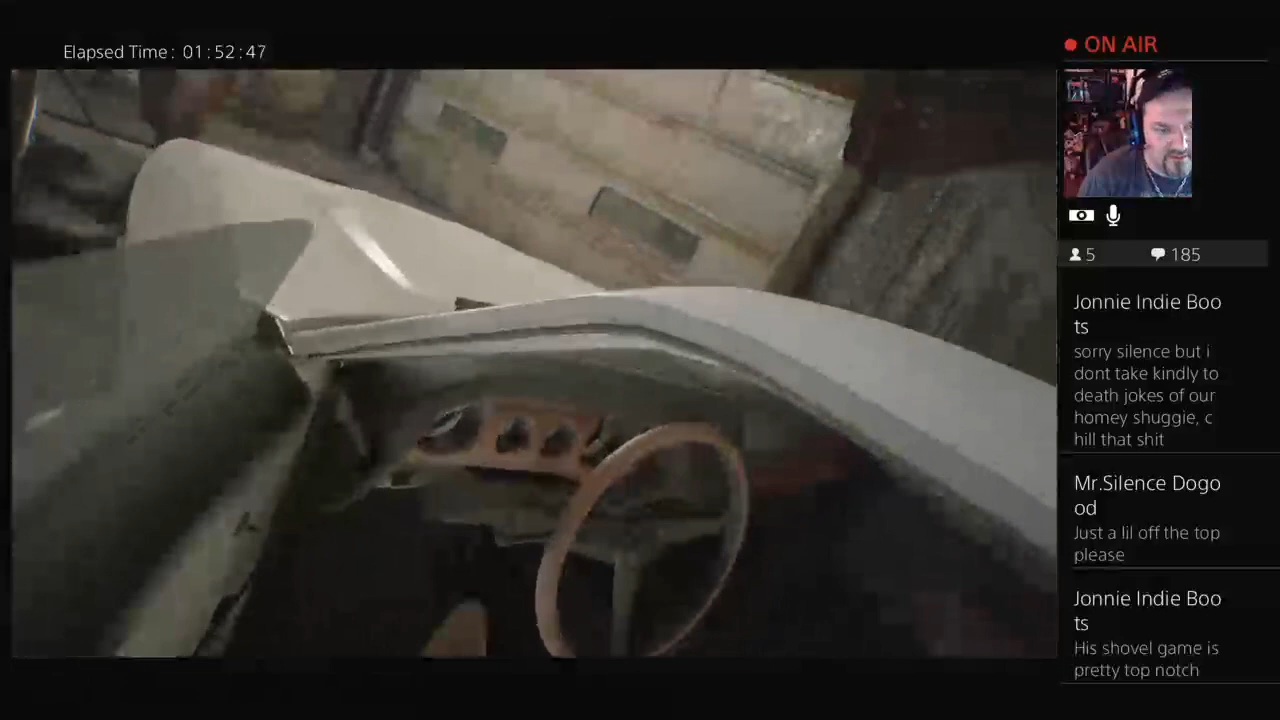 Elapsed Time: 01:52:47
ON AIR
5
185
Jonnie Indie Boo
ts
sorry silence but i
dont take kindly to
death jokes of our
homey shuggie, c
hill that shit
Mr.Silence Dogo
od
Just a lil off the top
please
Jonnie Indie Boo
ts
His shovel game is
pretty top notch